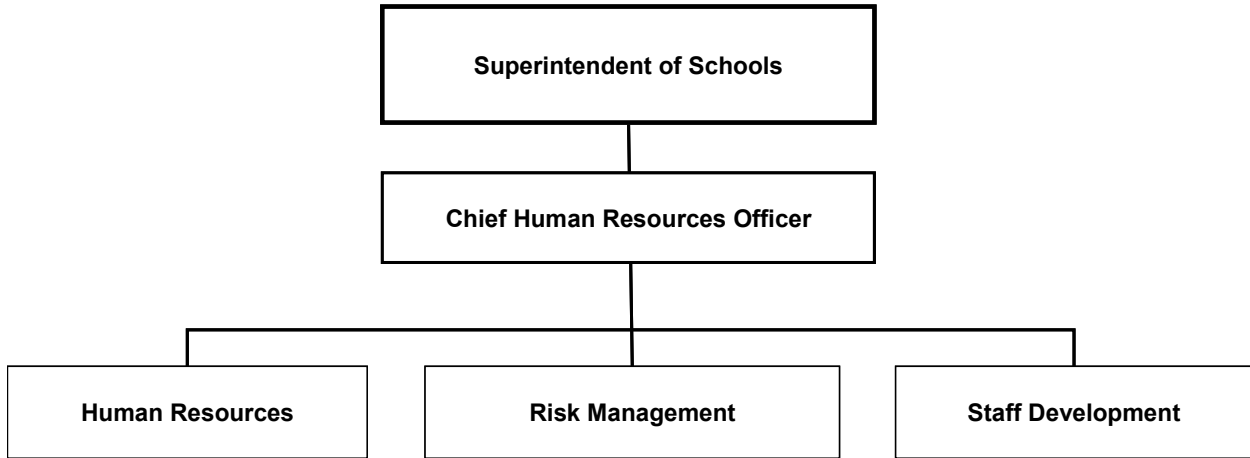 Superintendent of Schools
Chief Human Resources Officer
Human Resources
Risk Management
Staff Development